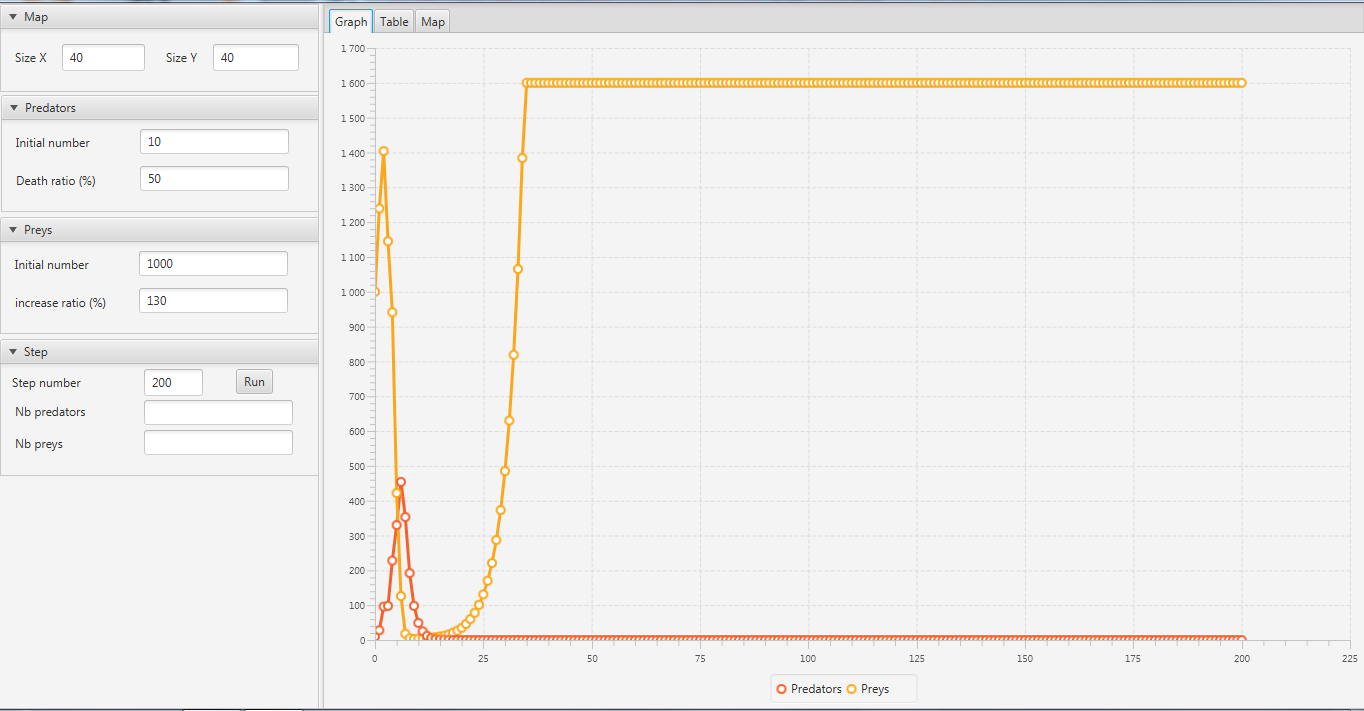 Map
Size X 40 Size Y 40
Predators
Initial number 10
Death ratio (%) 50
Preys
Initial number 1000
increase ratio (%) 130
Step
Step number 200 Run
Nb predators
Nb preys
Graph Table Map
1 700
1 600
1 500
1 400
1 300
1 200
1 100
1 000
900
800
700
600
500
400
300
200
100
0
0 25 50 75 100 125 150 175 200 225
Predators Preys